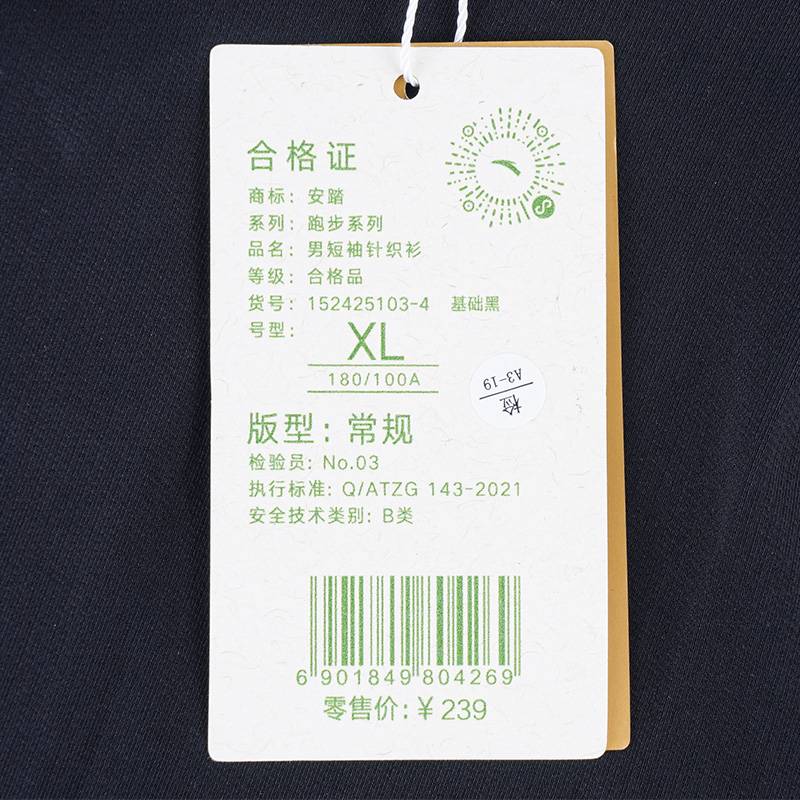 合格证
商标: 安踏
系列: 跑步系列
品名: 男短袖针织衫
等级: 合格品
货号: 152425103-4 基础黑
号型: XL
180/100A
检
A3-19
版型: 常规
检验员: No.03
执行标准: Q/ATZG 143-2021
安全技术类别: B类
6 901849 804269
零售价: ¥ 239